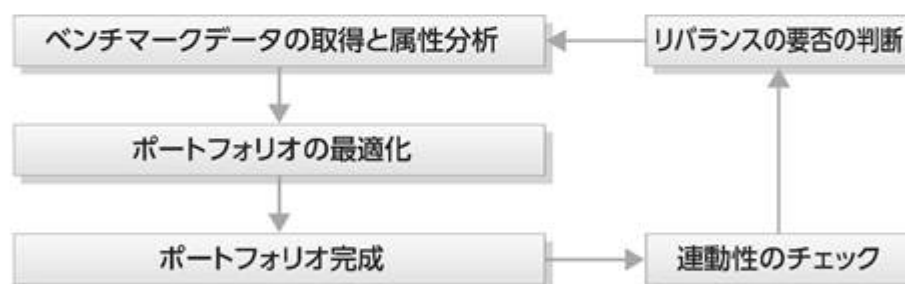 ベンチマークデータの取得と属性分析
リバランスの要否の判断
ポートフォリオの最適化
ポートフォリオ完成
連動性のチェック